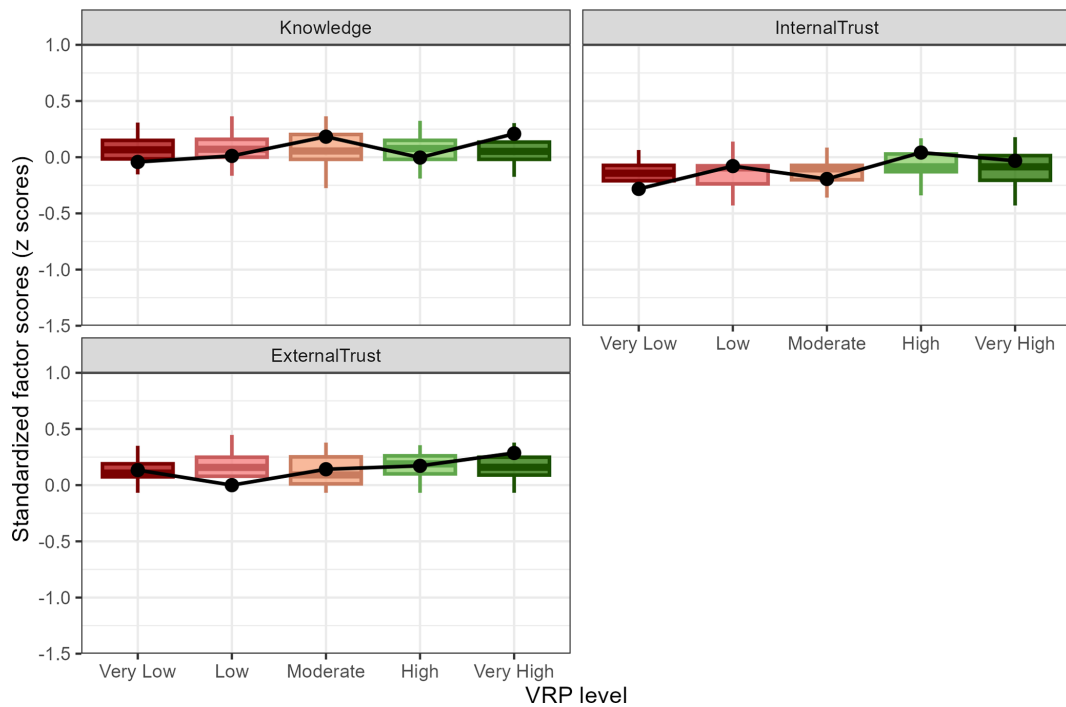 Knowledge
InternalTrust
1.0
0.5
0.0
-0.5
-1.0
-1.5
Very Low Low Moderate High Very High
ExternalTrust
1.0
0.5
0.0
-0.5
-1.0
-1.5
Very Low Low Moderate High Very High
VRP level
Standardized factor scores (z scores)